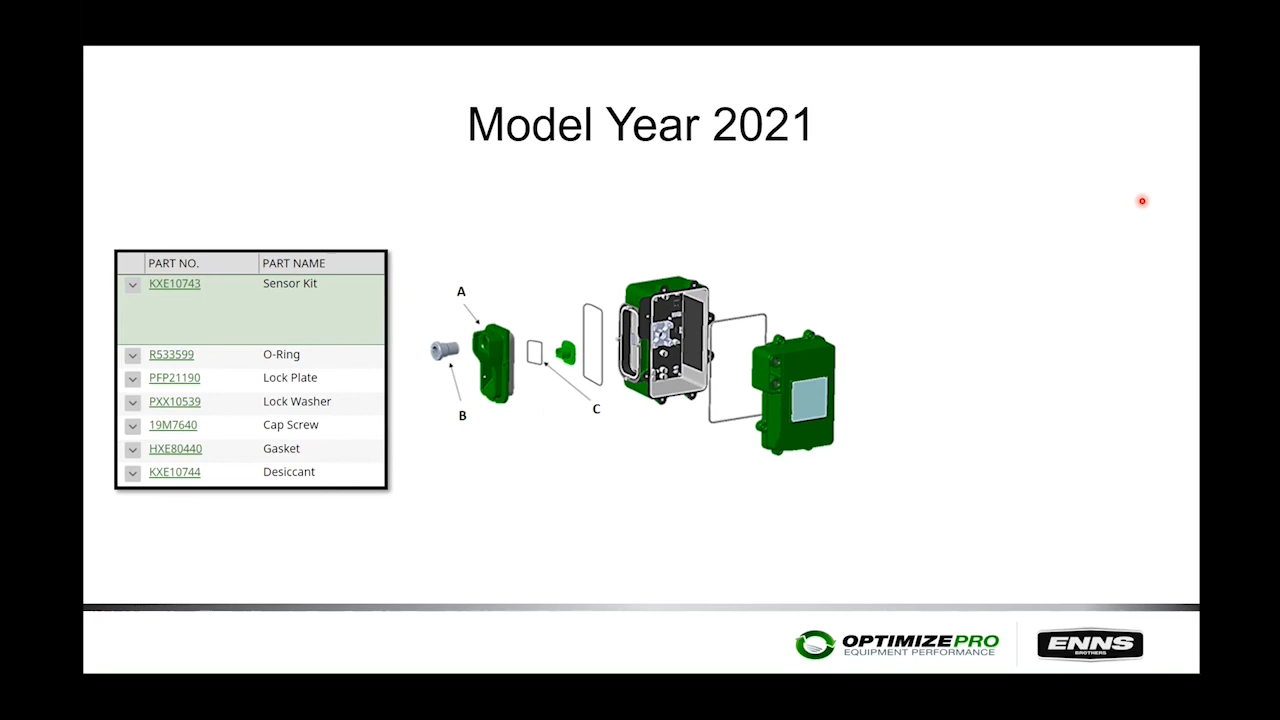 Model Year 2021
PART NO. PART NAME
KXE10743 Sensor Kit
R533599 O-Ring
PFP21190 Lock Plate
PXX10539 Lock Washer
19M7640 Cap Screw
HXE80440 Gasket
KXE10744 Desiccant
A
B
C
OPTIMIZEPRO
EQUIPMENT PERFORMANCE
ENNS
BROTHERS